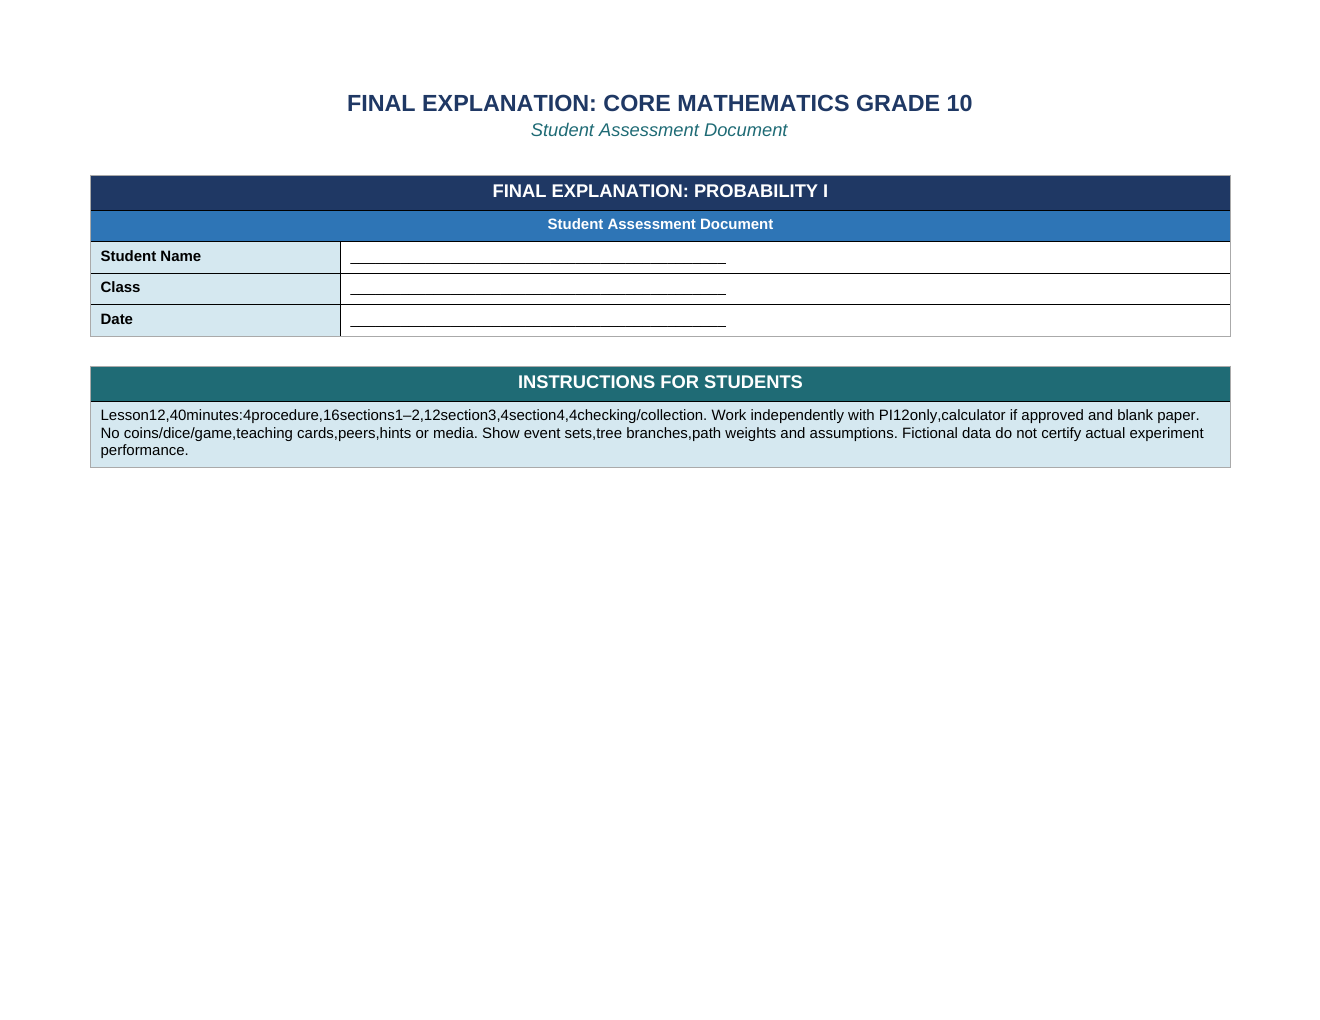 FINAL EXPLANATION: CORE MATHEMATICS GRADE 10
Student Assessment Document
FINAL EXPLANATION: PROBABILITY I
Student Assessment Document
Student Name
Class
Date
INSTRUCTIONS FOR STUDENTS
Lesson12,40minutes:4procedure,16sections1–2,12section3,4section4,4checking/collection. Work independently with PI12only,calculator if approved and blank paper.
No coins/dice/game,teaching cards,peers,hints or media. Show event sets,tree branches,path weights and assumptions. Fictional data do not certify actual experiment
performance.